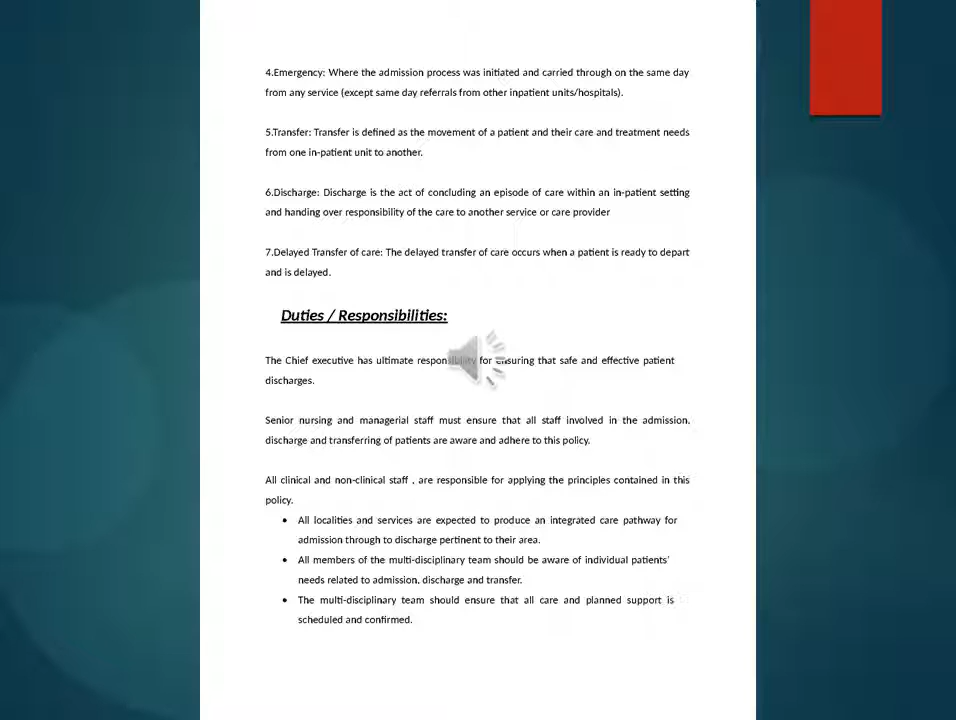 4.Emergency: Where the admission process was initiated and carried through on the same day
from any service (except same day referrals from other inpatient units/hospitals).
5.Transfer: Transfer is defined as the movement of a patient and their care and treatment needs
from one in-patient unit to another.
6.Discharge: Discharge is the act of concluding an episode of care within an in-patient setting
and handing over responsibility of the care to another service or care provider
7.Delayed Transfer of care: The delayed transfer of care occurs when a patient is ready to depart
and is delayed.
Duties / Responsibilities:
The Chief executive has ultimate responsibility for ensuring that safe and effective patient
discharges.
Senior nursing and managerial staff must ensure that all staff involved in the admission,
discharge and transferring of patients are aware and adhere to this policy.
All clinical and non-clinical staff , are responsible for applying the principles contained in this
policy.
• All localities and services are expected to produce an integrated care pathway for
admission through to discharge pertinent to their area.
• All members of the multi-disciplinary team should be aware of individual patients'
needs related to admission, discharge and transfer.
• The multi-disciplinary team should ensure that all care and planned support is
scheduled and confirmed.